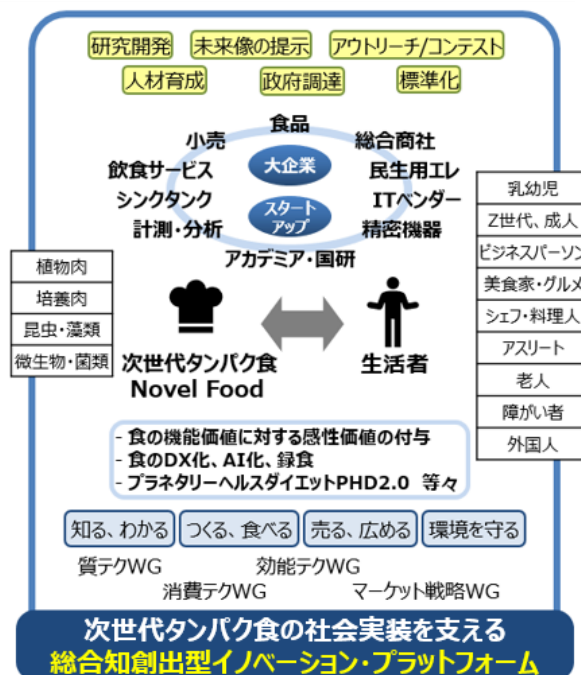 研究開発 未来像の提示 アウトリーチ/コンテスト
人材育成 政府調達 標準化
食品
小売 総合商社
大企業
飲食サービス 民生用エレ
シンクタンク ITベンダー
スタート
アップ
計測・分析 精密機器
アカデミア・国研
植物肉
培養肉
昆虫・藻類
微生物・菌類
次世代タンパク食
Novel Food
生活者
乳幼児
Z世代、成人
ビジネスパーソン
美食家・グルメ
シェフ・料理人
アスリート
老人
障がい者
外国人
- 食の機能価値に対する感性価値の付与
- 食のDX化、AI化、録食
- プラネタリーヘルスダイエットPHD2.0 等々
知る、わかる つくる、食べる 売る、広める 環境を守る
質テクWG 効能テクWG
消費テクWG マーケット戦略WG
次世代タンパク食の社会実装を支える
総合知創出型イノベーション・プラットフォーム